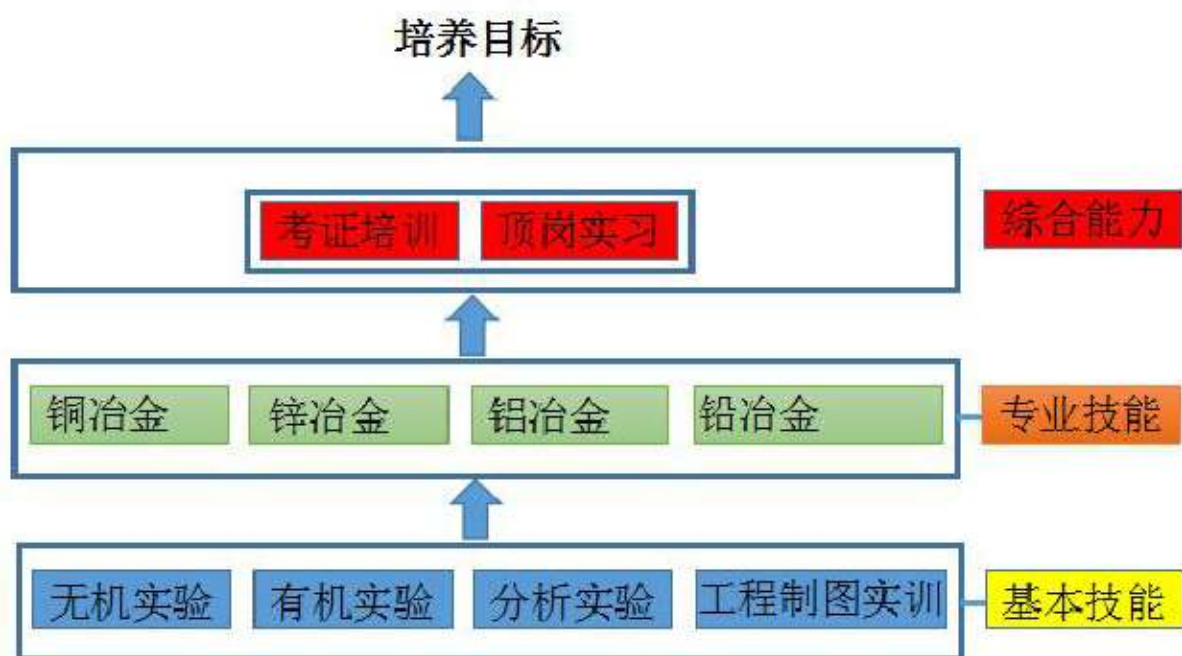 培养目标
考证培训 顶岗实习 综合能力
铜冶金 锌冶金 铝冶金 铅冶金 专业技能
无机实验 有机实验 分析实验 工程制图实训 基本技能